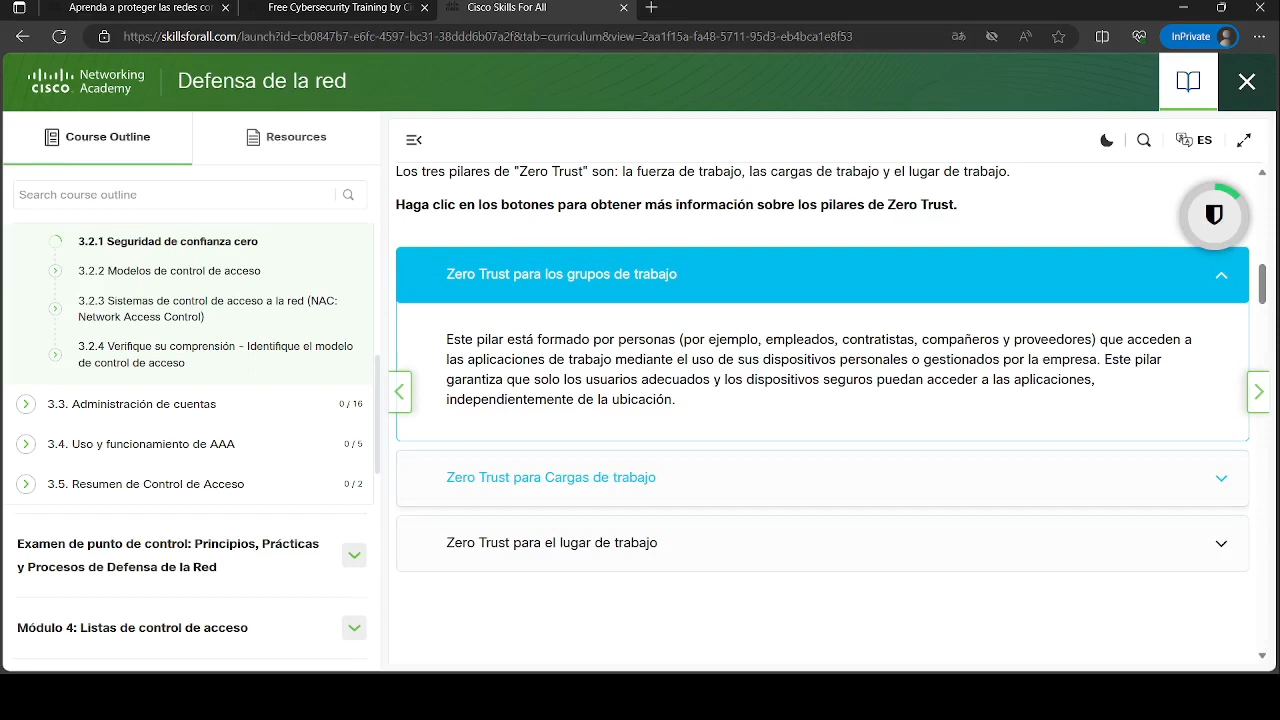 Aprenda a proteger las redes cor
Free Cybersecurity Training by Ci
Cisco Skills For All
https://skillsforall.com/launch?id=cb0847b7-e6fc-4597-bc31-38ddd6b07a2f&tab=curriculum&view=2aa1f15a-fa48-5711-95d3-eb4bca1e8f53
InPrivate
Networking
CISCO Academy
Defensa de la red
Course Outline
Resources
ES
Search course outline
3.2.1 Seguridad de confianza cero
3.2.2 Modelos de control de acceso
3.2.3 Sistemas de control de acceso a la red (NAC:
Network Access Control)
3.2.4 Verifique su comprensión - Identifique el modelo
de control de acceso
3.3. Administración de cuentas
0 / 16
3.4. Uso y funcionamiento de AAA
0 / 5
3.5. Resumen de Control de Acceso
0 / 2
Examen de punto de control: Principios, Prácticas
y Procesos de Defensa de la Red
Módulo 4: Listas de control de acceso
Los tres pilares de "Zero Trust" son: la fuerza de trabajo, las cargas de trabajo y el lugar de trabajo.
Haga clic en los botones para obtener más información sobre los pilares de Zero Trust.
Zero Trust para los grupos de trabajo
Este pilar está formado por personas (por ejemplo, empleados, contratistas, compañeros y proveedores) que acceden a
las aplicaciones de trabajo mediante el uso de sus dispositivos personales o gestionados por la empresa. Este pilar
garantiza que solo los usuarios adecuados y los dispositivos seguros puedan acceder a las aplicaciones,
independientemente de la ubicación.
Zero Trust para Cargas de trabajo
Zero Trust para el lugar de trabajo